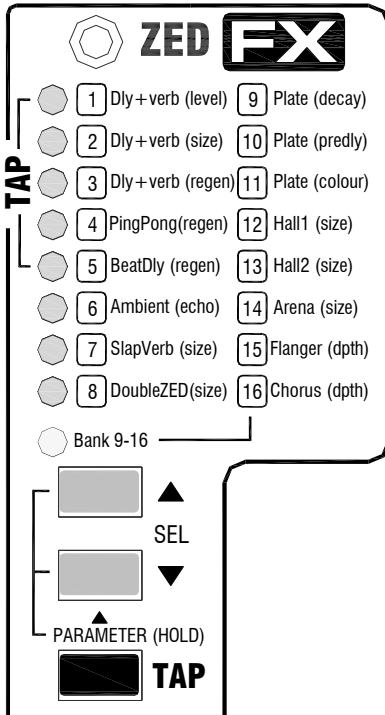 ZED FX
TAP
1 Dly+verb (level) 9 Plate (decay)
2 Dly+verb (size) 10 Plate (predly)
3 Dly+verb (regen) 11 Plate (colour)
4 PingPong(regen) 12 Hall1 (size)
5 BeatDly (regen) 13 Hall2 (size)
6 Ambient (echo) 14 Arena (size)
7 SlapVerb (size) 15 Flanger (dpth)
8 DoubleZED(size) 16 Chorus (dpth)
Bank 9-16
SEL
PARAMETER (HOLD)
TAP